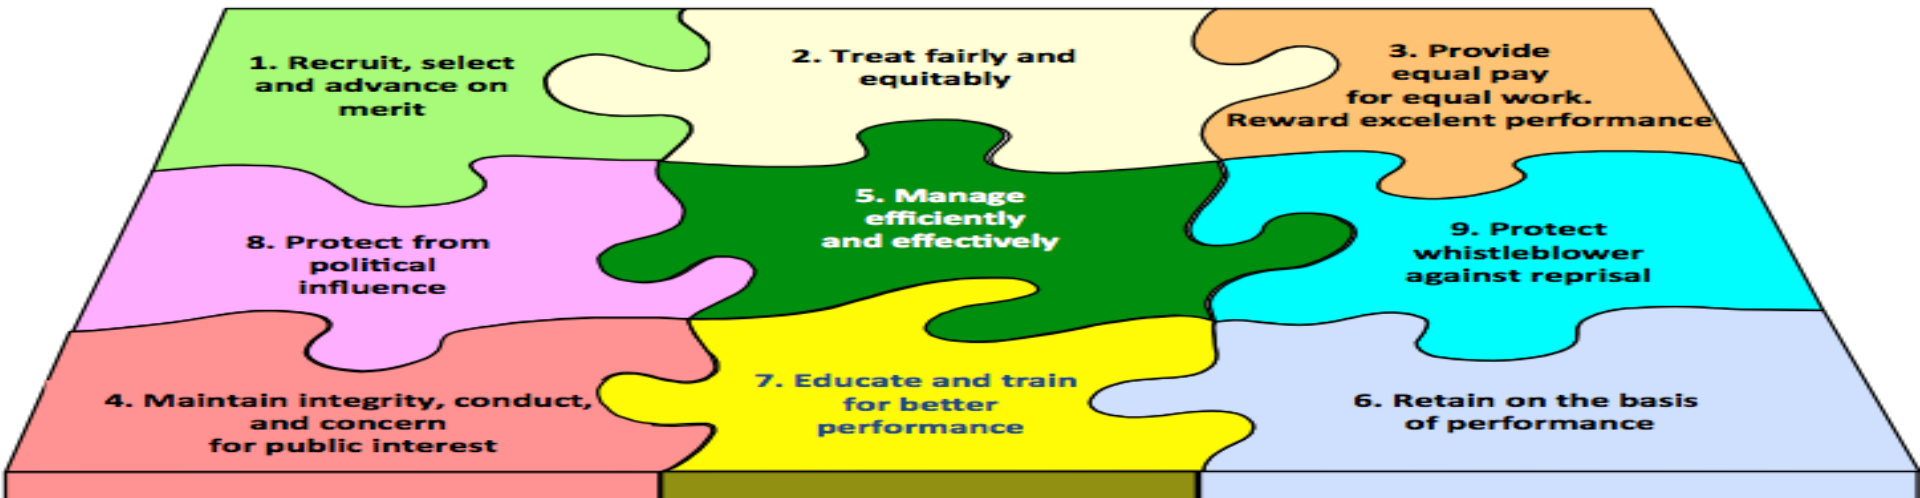 1. Recruit, select
and advance on
merit
2. Treat fairly and
equitably
3. Provide
equal pay
for equal work.
Reward excelent performance
8. Protect from
political
influence
5. Manage
efficiently
and effectively
9. Protect
whistleblower
against reprisal
4. Maintain integrity, conduct,
and concern
for public interest
7. Educate and train
for better
performance
6. Retain on the basis
of performance